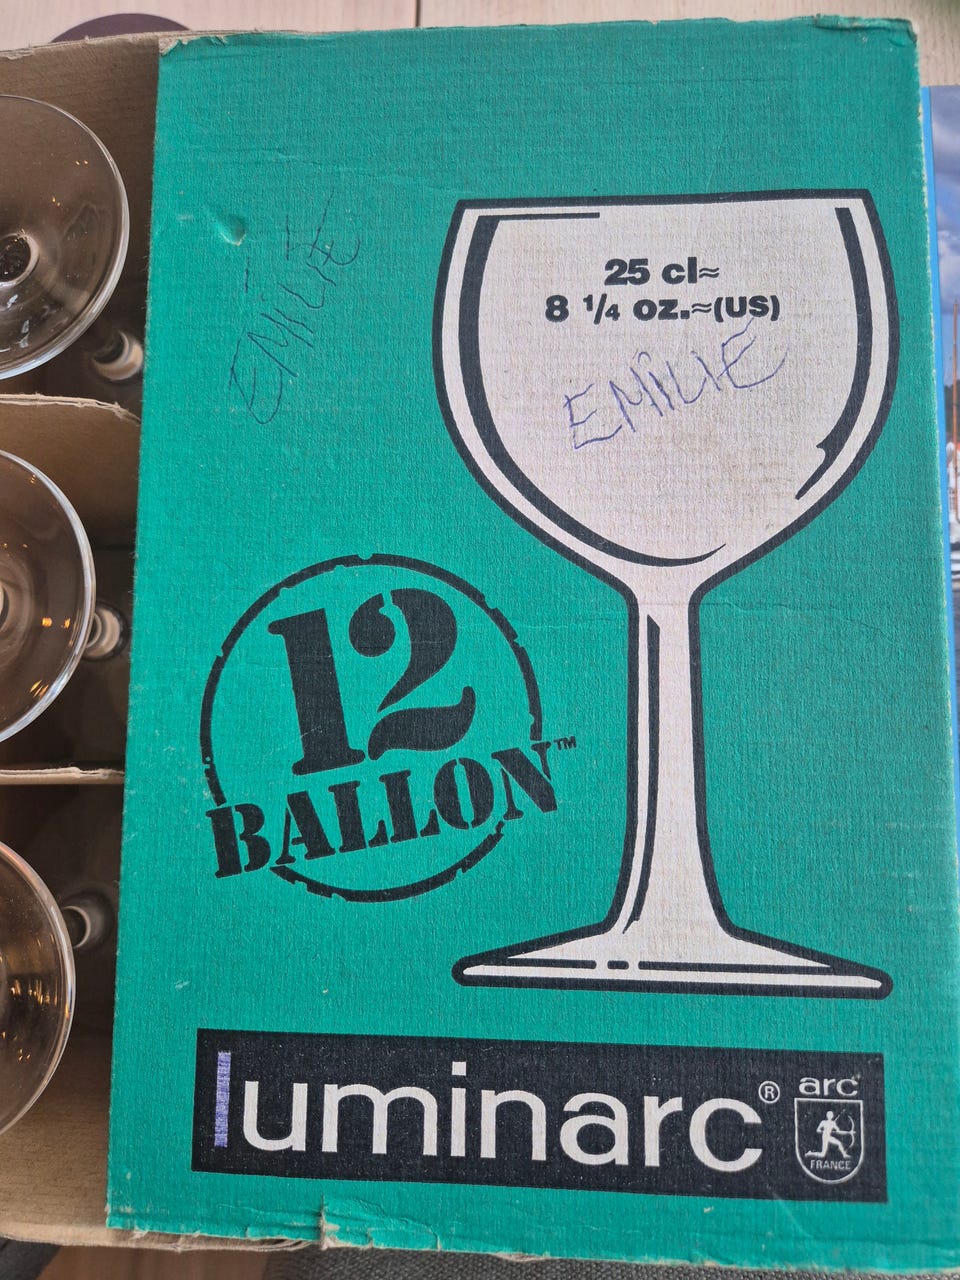 25 cl≈
8 1/4 oz.≈(US)
EMILIE
EMILIE
12
BALLON™
luminarc®
arc
FRANCE